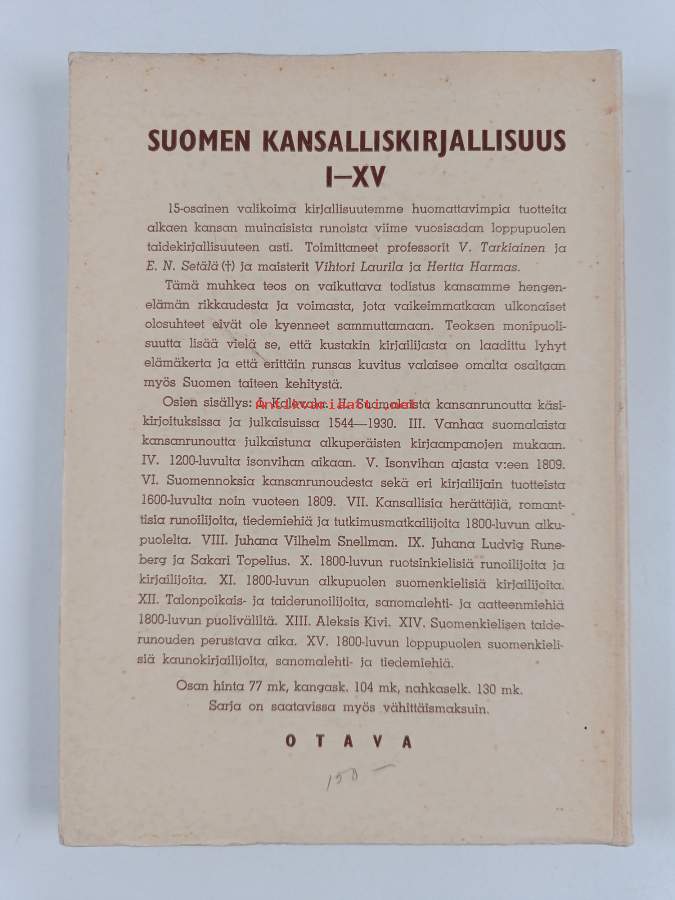 SUOMEN KANSALLISKIRJALLISUUS
I—XV
15-osainen valikoima kirjallisuutemme huomattavimpia tuotteita
alkaen kansan muinaisista runoista viime vuosisadan loppupuolen
taidekirjallisuuteen asti. Toimittaneet professorit V. Tarkiainen ja
E. N. Setälä (†) ja maisterit Vihtori Laurila ja Hertta Harmas.
Tämä muhkea teos on vaikuttava todistus kansamme hengen-
elämän rikkaudesta ja voimasta, jota vaikeimmatkaan ulkonaiset
olosuhteet eivät ole kyenneet sammuttamaan. Teoksen monipuoli-
suutta lisää vielä se, että kustakin kirjailijasta on laadittu lyhyt
elämäkerta ja että erittäin runsas kuvitus valaisee omalta osaltaan
myös Suomen taiteen kehitystä.
Osien sisällys: I. Kalevala. II. Suomalaista kansanrunoutta käsi-
Antikvariaatti.net
kirjoituksissa ja julkaisuissa 1544—1930. III. Vanhaa suomalaista
kansanrunoutta julkaistuna alkuperäisten kirjaanpanojen mukaan.
IV. 1200-luvulta isonvihan aikaan. V. Isonvihan ajasta v:een 1809.
VI. Suomennoksia kansanrunoudesta sekä eri kirjailijain tuotteista
1600-luvulta noin vuoteen 1809. VII. Kansallisia herättäjiä, romant-
tisia runoilijoita, tiedemiehiä ja tutkimusmatkailijoita 1800-luvun alku-
puolelta. VIII. Juhana Vilhelm Snellman. IX. Juhana Ludvig Rune-
berg ja Sakari Topelius. X. 1800-luvun ruotsinkielisiä runoilijoita ja
kirjailijoita. XI. 1800-luvun alkupuolen suomenkielisiä kirjailijoita.
XII. Talonpoikais- ja taiderunoilijoita, sanomalehti- ja aatteenmiehiä
1800-luvun puoliväliltä. XIII. Aleksis Kivi. XIV. Suomenkielisen taide-
runouden perustava aika. XV. 1800-luvun loppupuolen suomenkieli-
siä kaunokirjailijoita, sanomalehti- ja tiedemiehiä.
Osan hinta 77 mk, kangask. 104 mk, nahkaselk. 130 mk.
Sarja on saatavissa myös vähittäismaksuin.
OTAVA
150 —